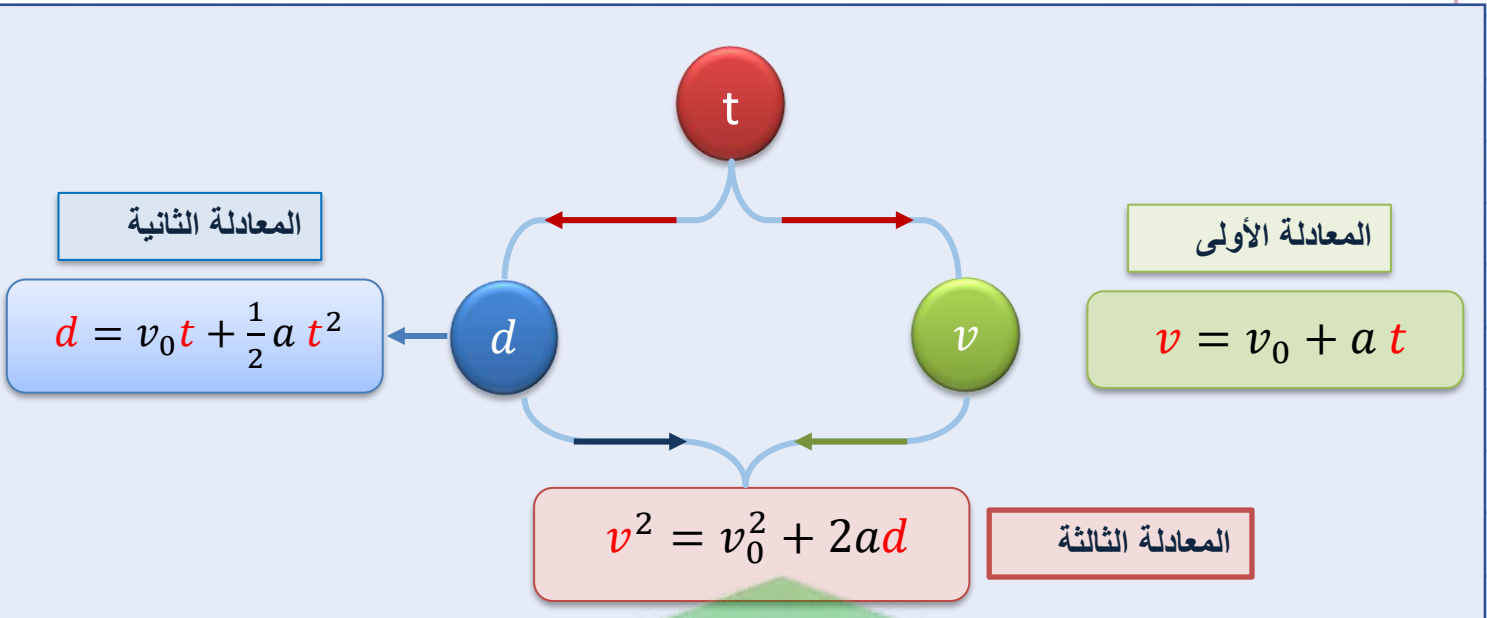 t
المعادلة الأولى
المعادلة الثانية
v = v₀ + a t
v
d
d = v₀t + ½ a t²
v² = v₀² + 2ad
المعادلة الثالثة